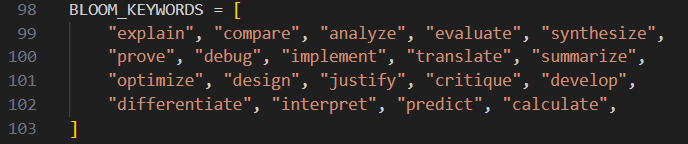 98 BLOOM_KEYWORDS = [
99     "explain", "compare", "analyze", "evaluate", "synthesize",
100     "prove", "debug", "implement", "translate", "summarize",
101     "optimize", "design", "justify", "critique", "develop",
102     "differentiate", "interpret", "predict", "calculate",
103 ]